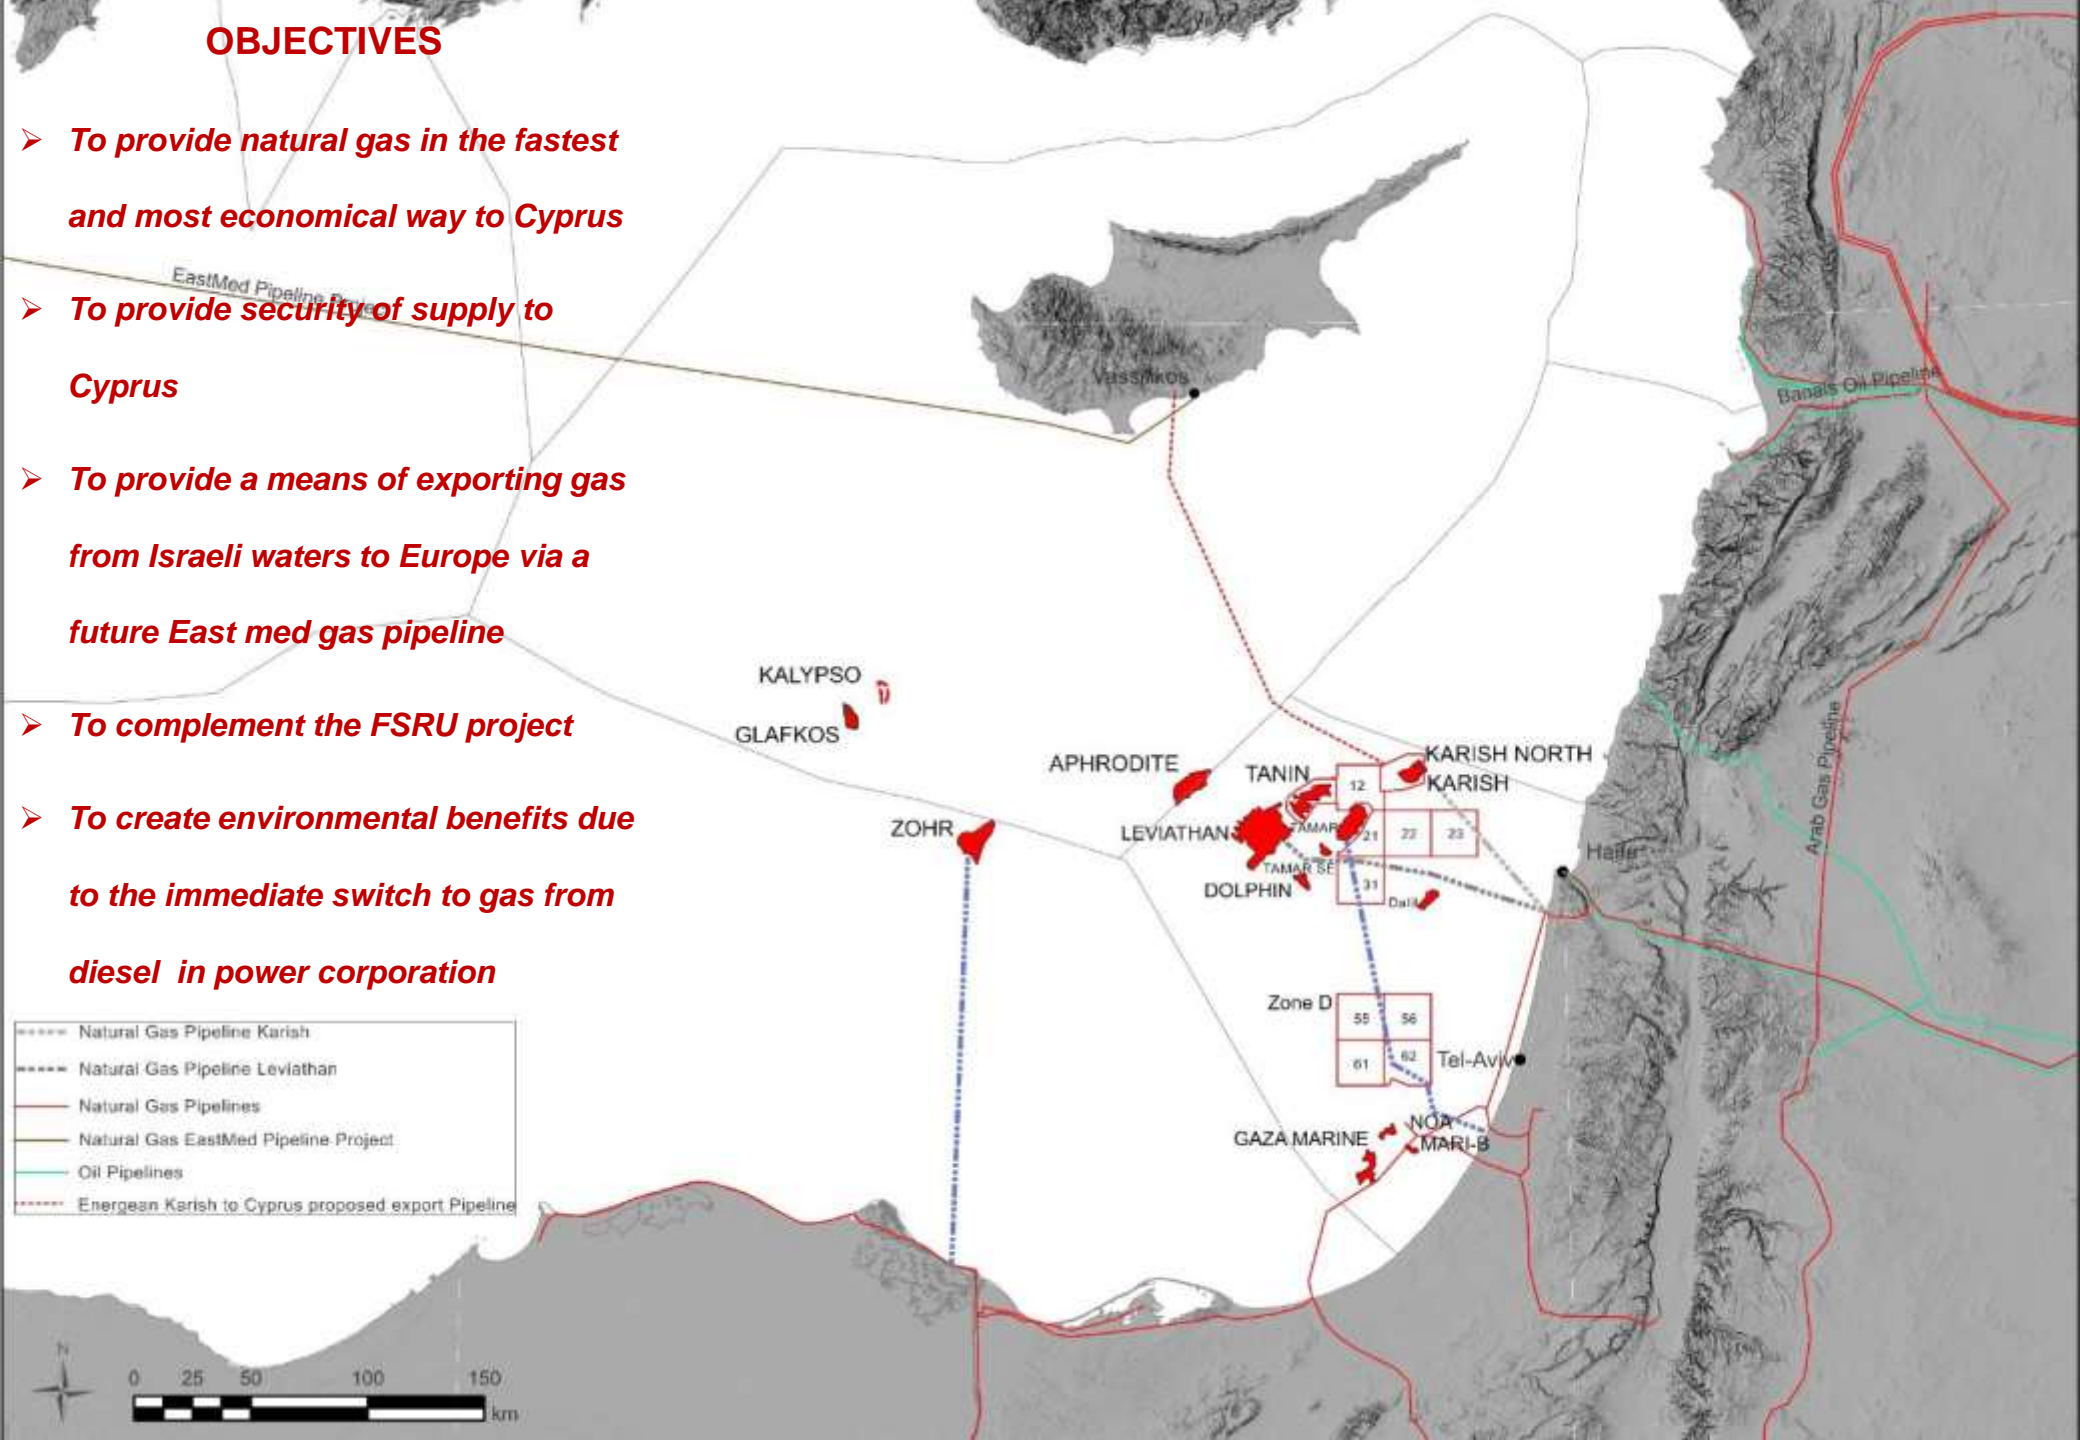 OBJECTIVES
➢ To provide natural gas in the fastest
and most economical way to Cyprus
EastMed Pipeline Project
➢ To provide security of supply to
Cyprus
➢ To provide a means of exporting gas
from Israeli waters to Europe via a
future East med gas pipeline
➢ To complement the FSRU project
➢ To create environmental benefits due
to the immediate switch to gas from
diesel in power corporation
Vassilikos
Banais Oil Pipeline
Arab Gas Pipeline
KALYPSO
GLAFKOS
APHRODITE
TANIN
12
KARISH NORTH
KARISH
ZOHR
LEVIATHAN
TAMAR
21
22
23
TAMAR SE
31
DOLPHIN
Dalit
Haifa
Zone D
55
56
61
62
Tel-Aviv
NOA
GAZA MARINE
MARI-B
Natural Gas Pipeline Karish
Natural Gas Pipeline Leviathan
Natural Gas Pipelines
Natural Gas EastMed Pipeline Project
Oil Pipelines
Energean Karish to Cyprus proposed export Pipeline
N
0 25 50 100 150
km